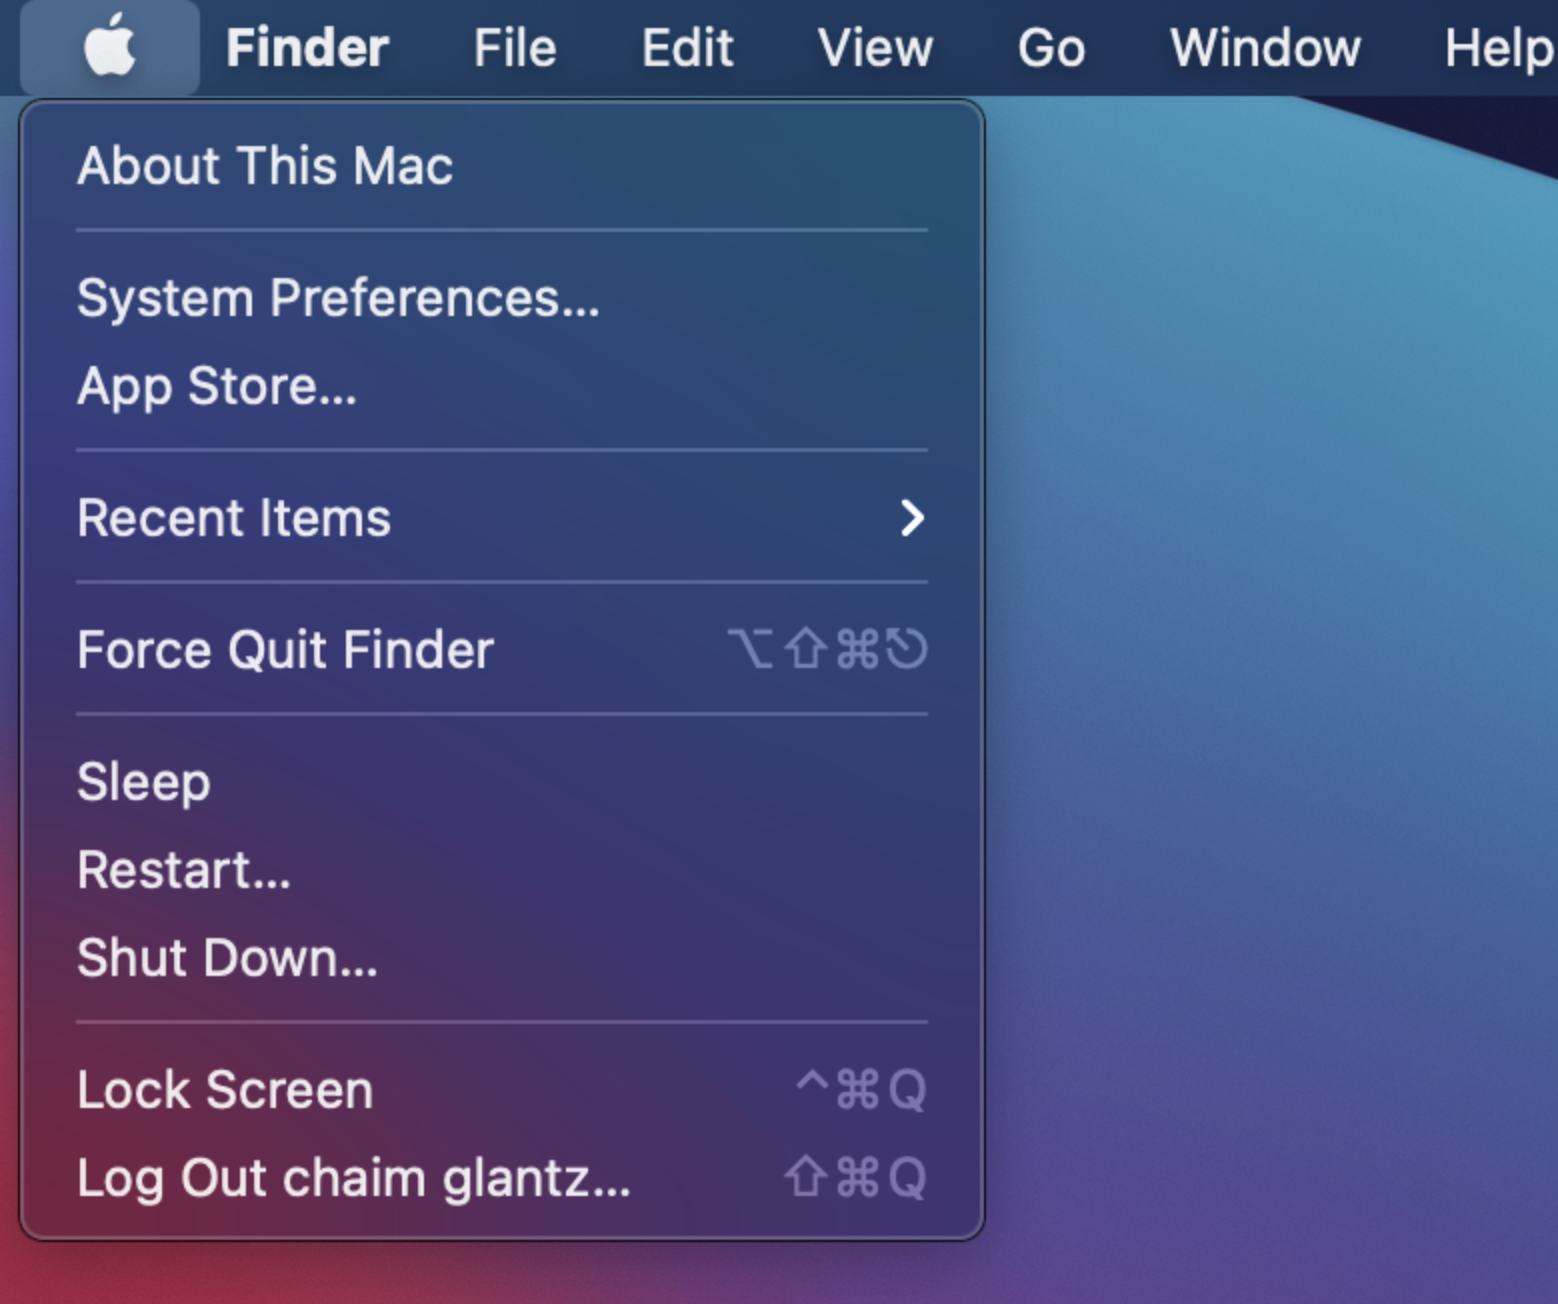 Finder File Edit View Go Window Help
About This Mac
System Preferences...
App Store...
Recent Items
Force Quit Finder ⌥⇧⌘⎋
Sleep
Restart...
Shut Down...
Lock Screen ^⌘Q
Log Out chaim glantz... ⇧⌘Q